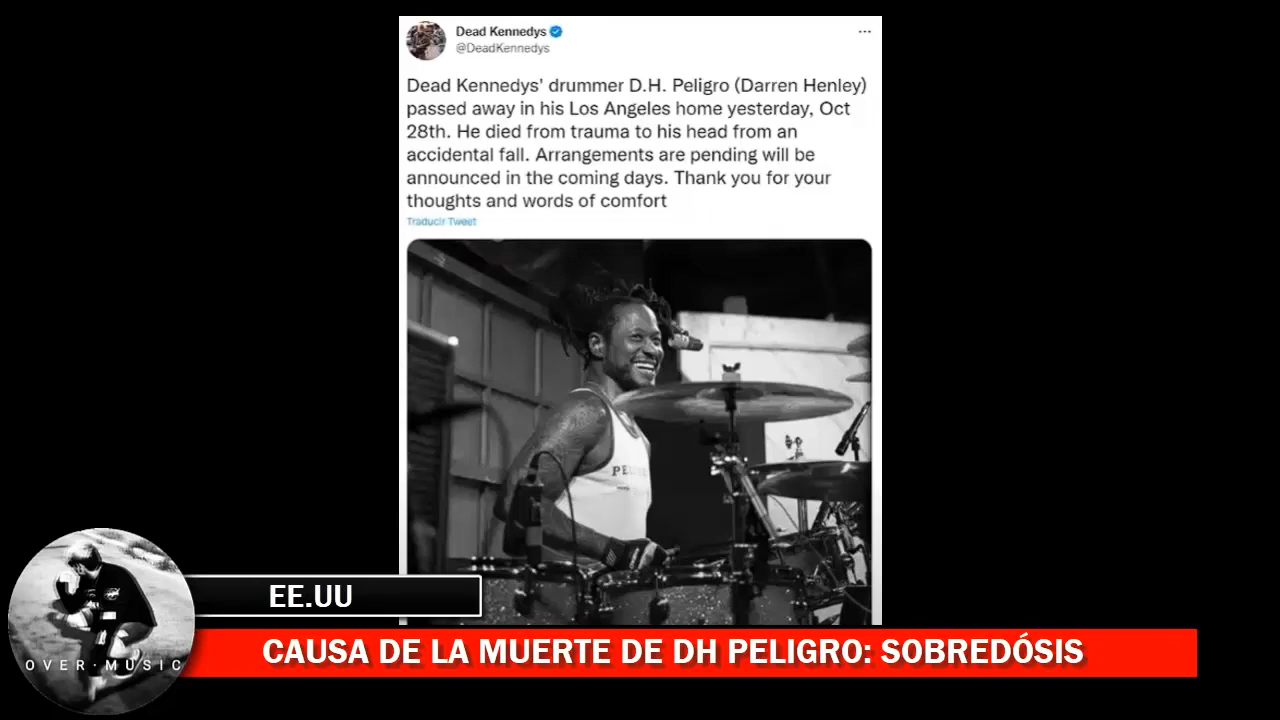 Dead Kennedys
@DeadKennedys
Dead Kennedys' drummer D.H. Peligro (Darren Henley)
passed away in his Los Angeles home yesterday, Oct
28th. He died from trauma to his head from an
accidental fall. Arrangements are pending will be
announced in the coming days. Thank you for your
thoughts and words of comfort
Traducir Tweet
EE.UU
OVER·MUSIC
CAUSA DE LA MUERTE DE DH PELIGRO: SOBREDÓSIS